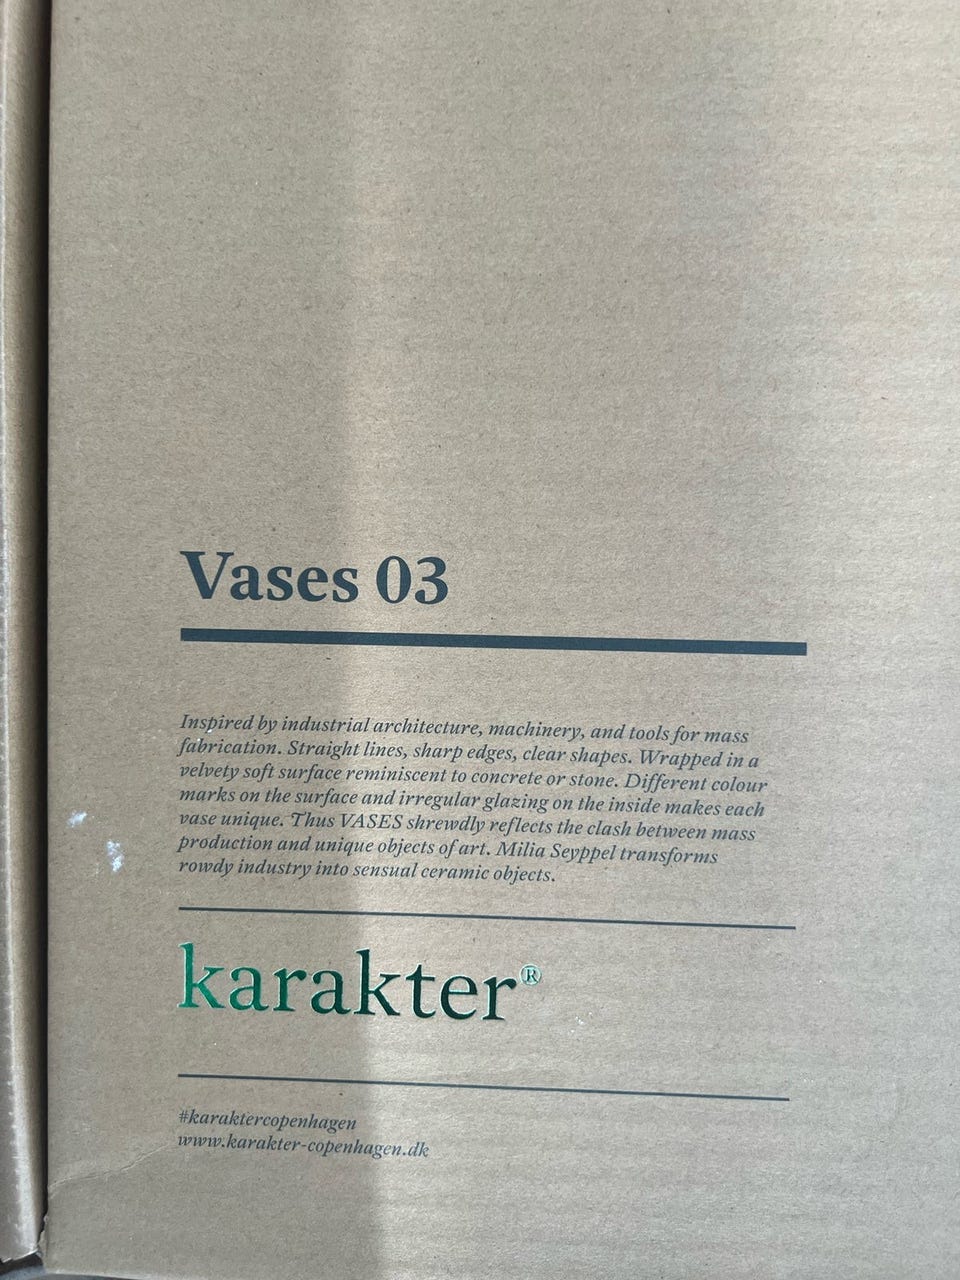 Vases 03
Inspired by industrial architecture, machinery, and tools for mass
fabrication. Straight lines, sharp edges, clear shapes. Wrapped in a
velvety soft surface reminiscent to concrete or stone. Different colour
marks on the surface and irregular glazing on the inside makes each
vase unique. Thus VASES shrewdly reflects the clash between mass
production and unique objects of art. Milia Seyppel transforms
rowdy industry into sensual ceramic objects.
karakter®
#karaktercopenhagen
www.karakter-copenhagen.dk